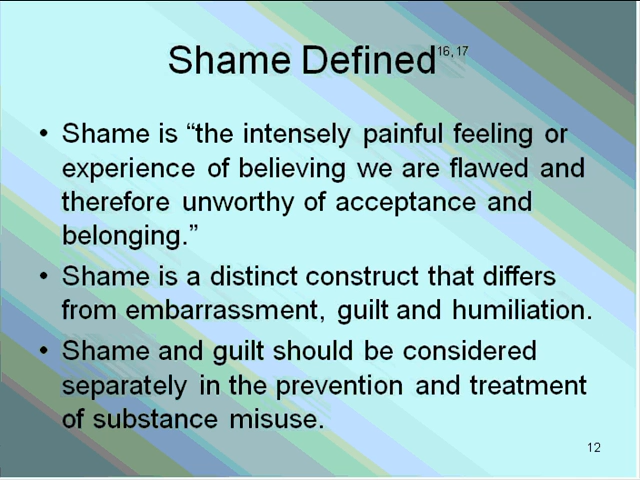 Shame Defined16,17
• Shame is “the intensely painful feeling or
experience of believing we are flawed and
therefore unworthy of acceptance and
belonging.”
• Shame is a distinct construct that differs
from embarrassment, guilt and humiliation.
• Shame and guilt should be considered
separately in the prevention and treatment
of substance misuse.
12